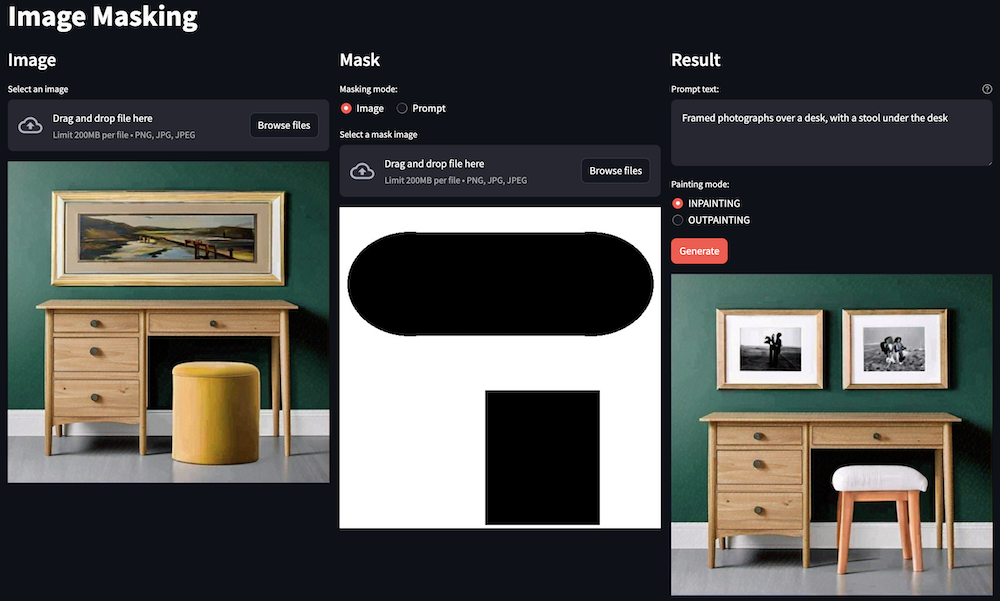 Image Masking
Image
Select an image
Drag and drop file here
Limit 200MB per file • PNG, JPG, JPEG
Browse files
Mask
Masking mode:
Image
Prompt
Select a mask image
Drag and drop file here
Limit 200MB per file • PNG, JPG, JPEG
Browse files
Result
Prompt text:
Framed photographs over a desk, with a stool under the desk
Painting mode:
INPAINTING
OUTPAINTING
Generate